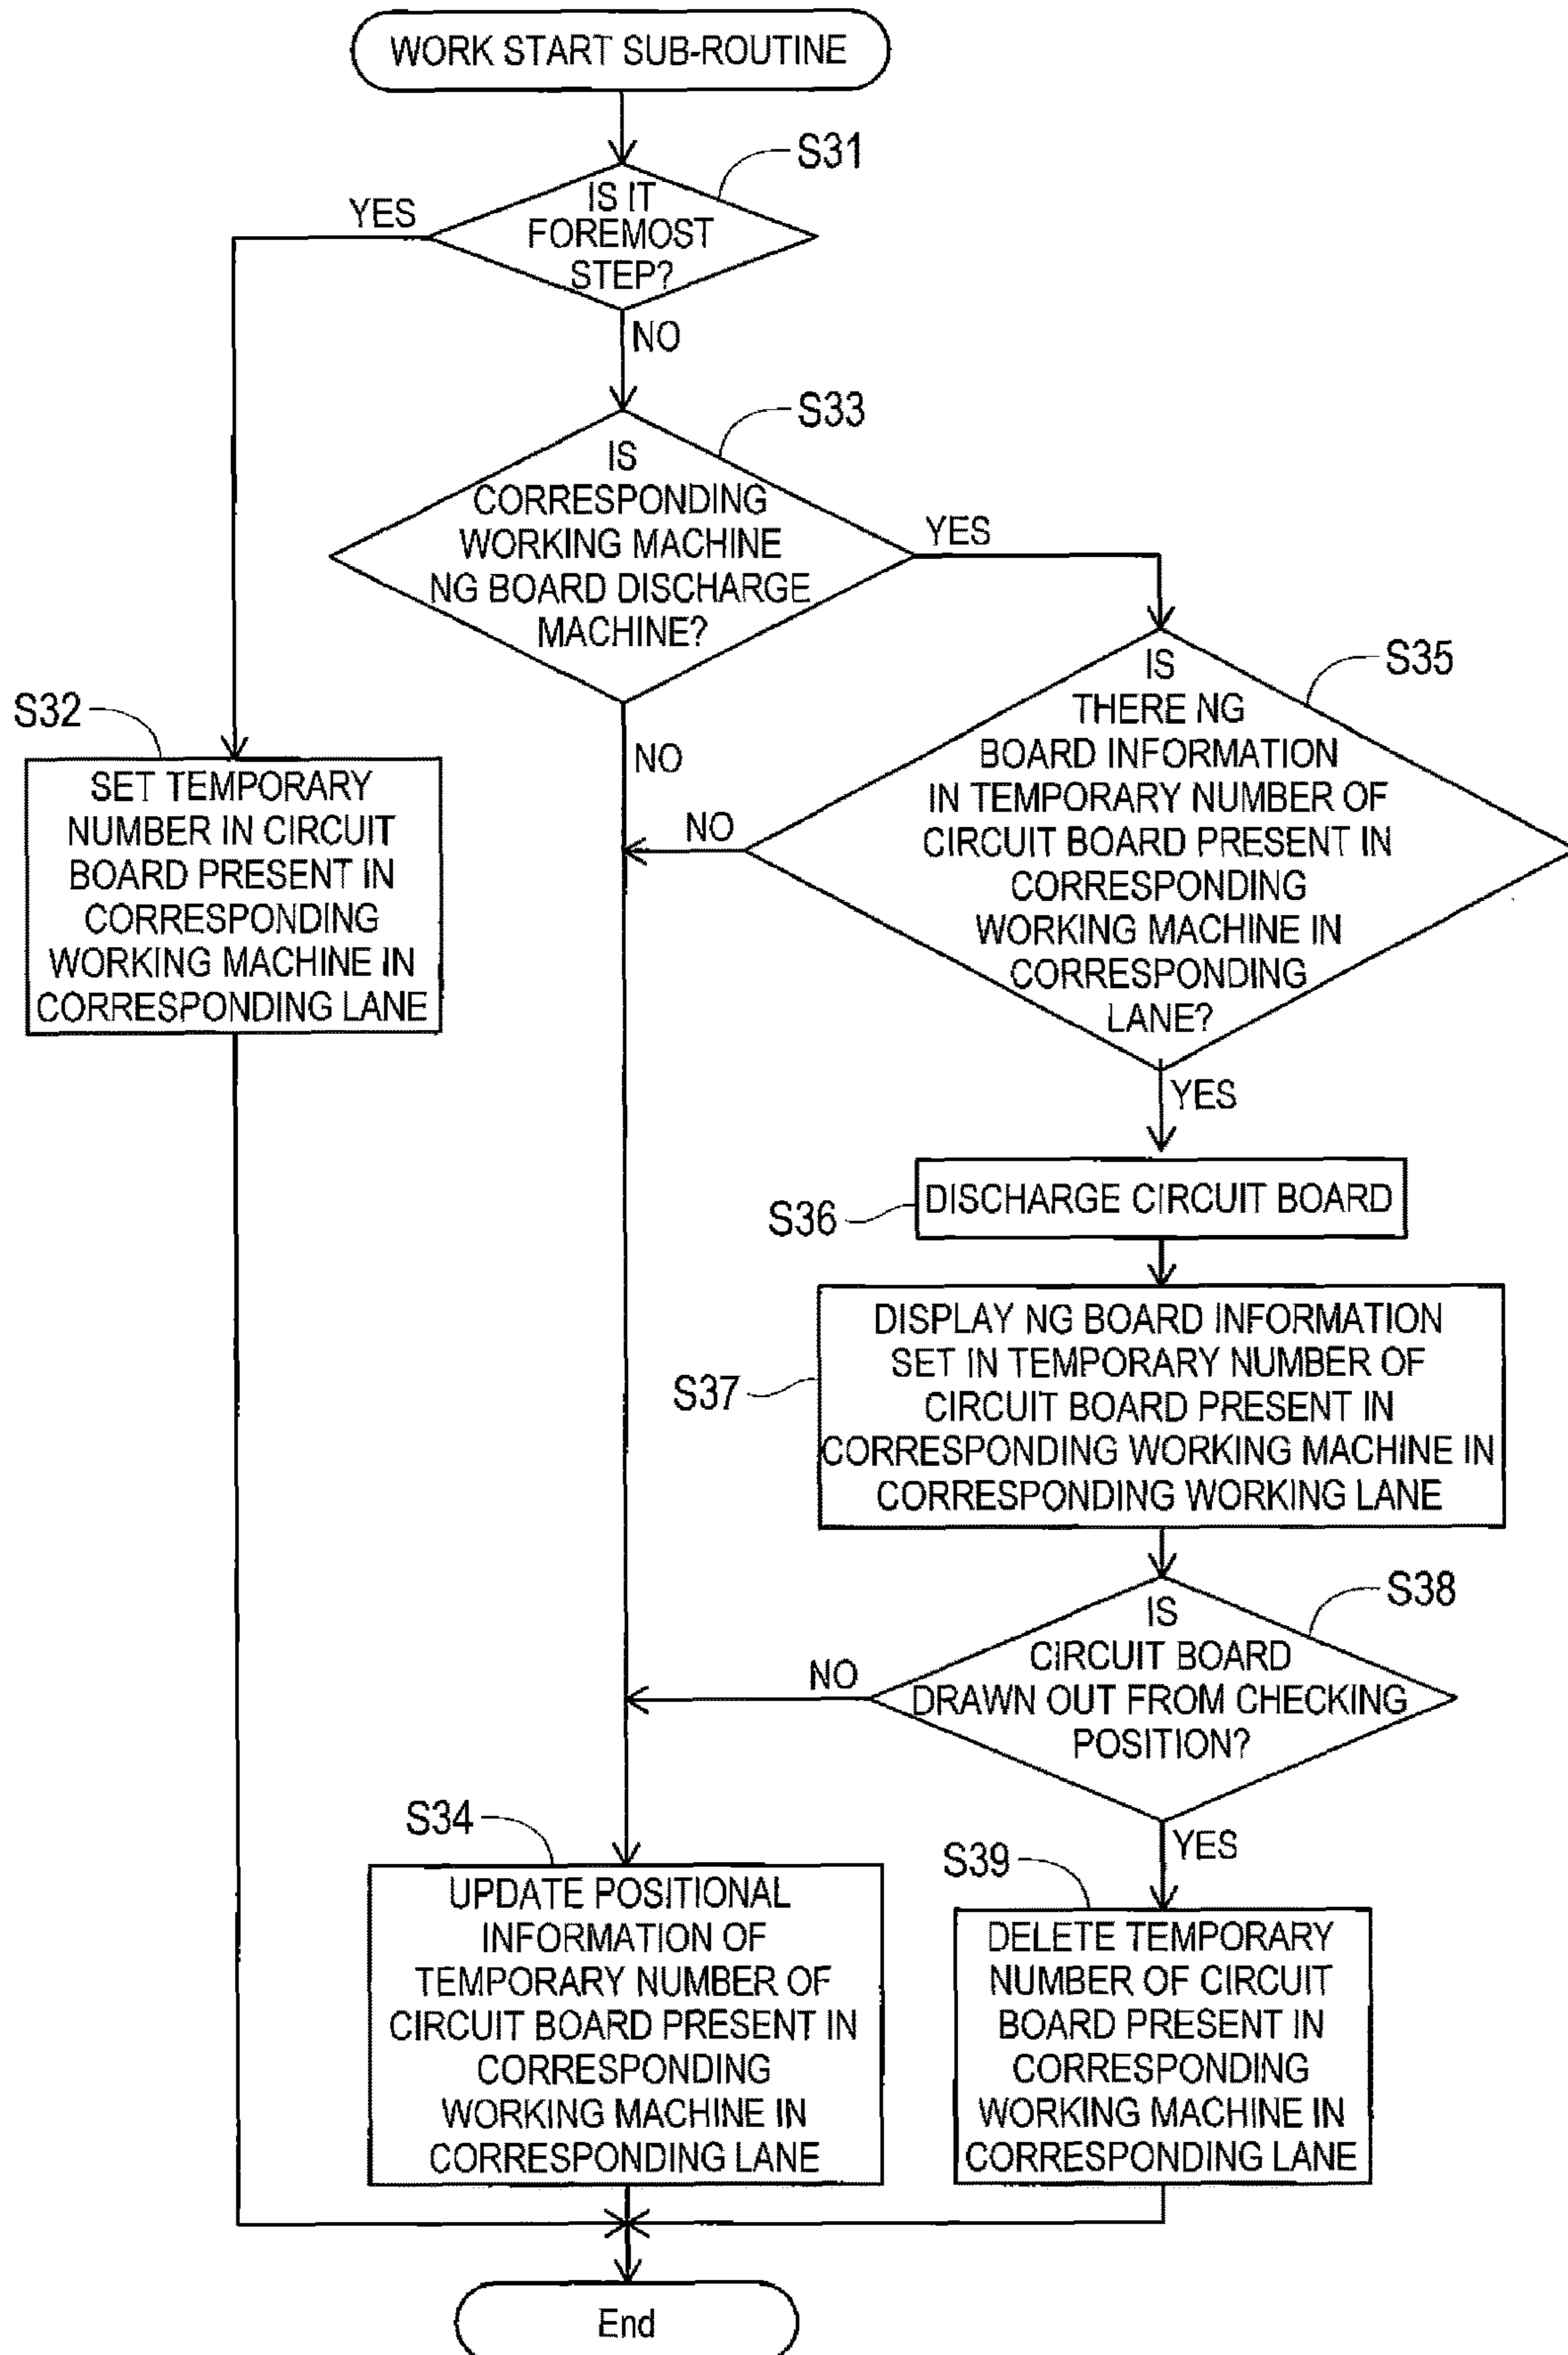 WORK START SUB-ROUTINE
S31
IS IT
FOREMOST
STEP?
YES
NO
S33
IS
CORRESPONDING
WORKING MACHINE
NG BOARD DISCHARGE
MACHINE?
YES
NO
S32
SET TEMPORARY
NUMBER IN CIRCUIT
BOARD PRESENT IN
CORRESPONDING
WORKING MACHINE IN
CORRESPONDING LANE
S35
IS
THERE NG
BOARD INFORMATION
IN TEMPORARY NUMBER OF
CIRCUIT BOARD PRESENT IN
CORRESPONDING
WORKING MACHINE IN
CORRESPONDING
LANE?
NO
YES
S36
DISCHARGE CIRCUIT BOARD
S37
DISPLAY NG BOARD INFORMATION
SET IN TEMPORARY NUMBER OF
CIRCUIT BOARD PRESENT IN
CORRESPONDING WORKING MACHINE IN
CORRESPONDING WORKING LANE
S38
IS
CIRCUIT BOARD
DRAWN OUT FROM CHECKING
POSITION?
NO
YES
S34
UPDATE POSITIONAL
INFORMATION OF
TEMPORARY NUMBER OF
CIRCUIT BOARD PRESENT IN
CORRESPONDING
WORKING MACHINE IN
CORRESPONDING LANE
S39
DELETE TEMPORARY
NUMBER OF CIRCUIT
BOARD PRESENT IN
CORRESPONDING
WORKING MACHINE IN
CORRESPONDING LANE
End